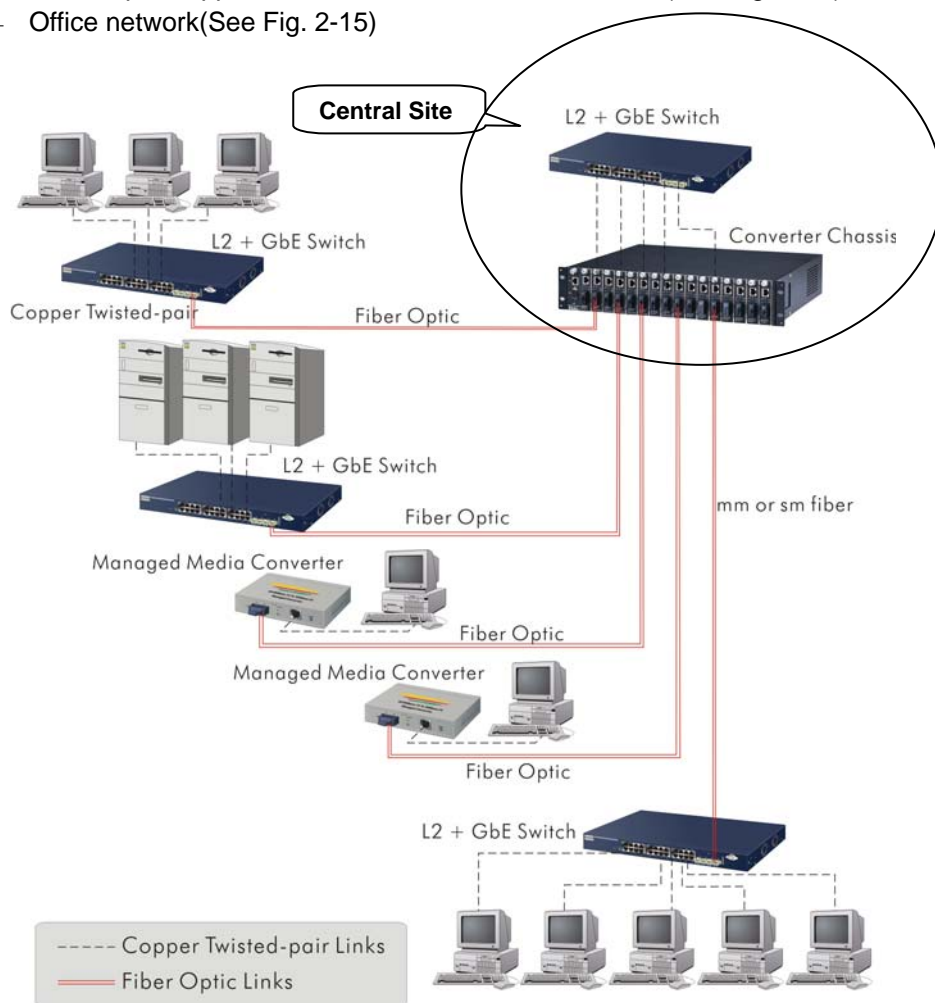 Office network(See Fig. 2-15)
Central Site
L2 + GbE Switch
L2 + GbE Switch
Converter Chassis
Copper Twisted-pair
Fiber Optic
L2 + GbE Switch
Fiber Optic
mm or sm fiber
Managed Media Converter
Fiber Optic
Managed Media Converter
Fiber Optic
L2 + GbE Switch
Copper Twisted-pair Links
Fiber Optic Links